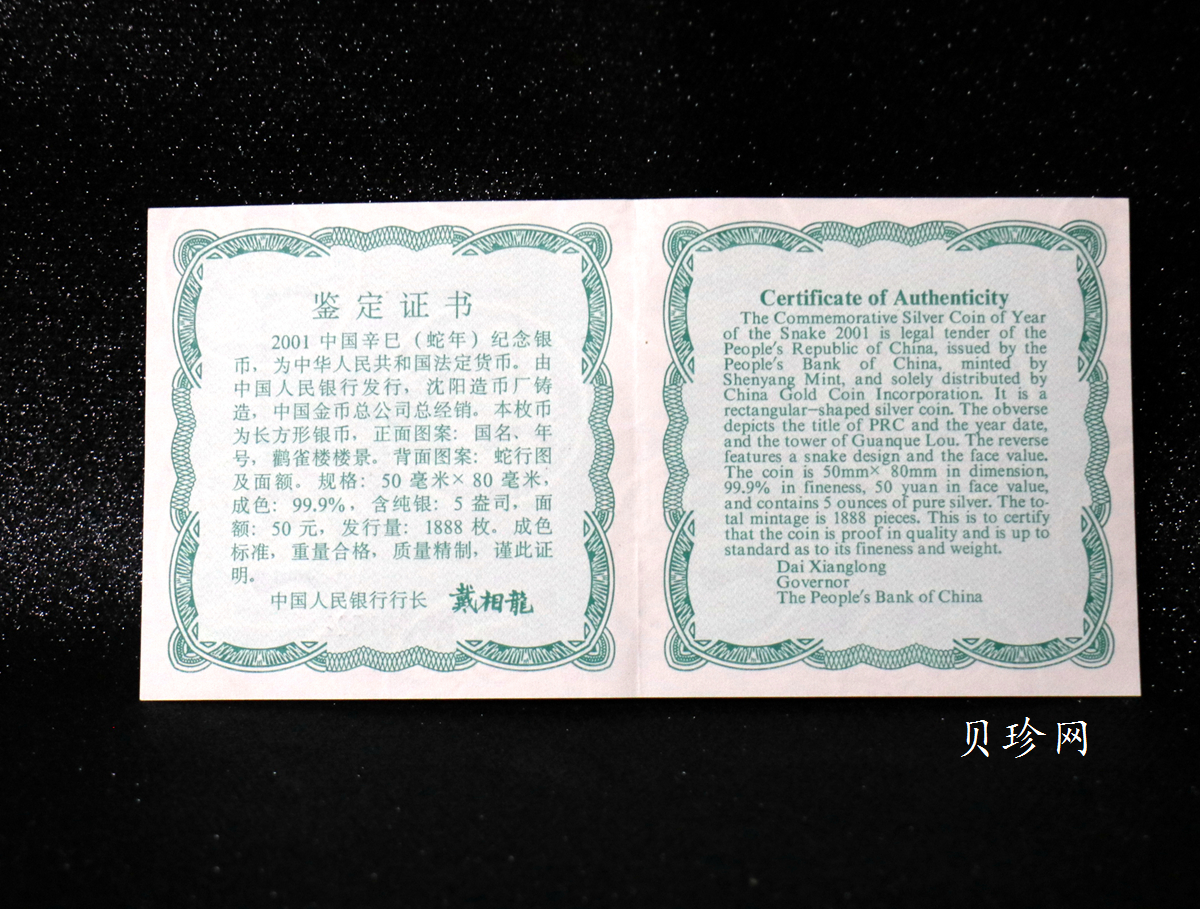 鉴定证书
2001 中国辛巳（蛇年）纪念银
币，为中华人民共和国法定货币。由
中国人民银行发行，沈阳造币厂铸
造，中国金币总公司总经销。本枚币
为长方形银币，正面图案：国名、年
号，鹳雀楼楼景。背面图案：蛇行图
及面额。规格：50 毫米×80 毫米，
成色：99.9%，含纯银：5 盎司，面
额：50 元，发行量：1888 枚。成色
标准，重量合格，质量精制，谨此证
明。
中国人民银行行长 戴相龍
Certificate of Authenticity
The Commemorative Silver Coin of Year
of the Snake 2001 is legal tender of the
People's Republic of China, issued by the
People's Bank of China, minted by
Shenyang Mint, and solely distributed by
China Gold Coin Incorporation. It is a
rectangular-shaped silver coin. The obverse
depicts the title of PRC and the year date,
and the tower of Guanque Lou. The reverse
features a snake design and the face value.
The coin is 50mm× 80mm in dimension,
99.9% in fineness, 50 yuan in face value,
and contains 5 ounces of pure silver. The to-
tal mintage is 1888 pieces. This is to certify
that the coin is proof in quality and is up to
standard as to its fineness and weight.
Dai Xianglong
Governor
The People's Bank of China
贝珍网